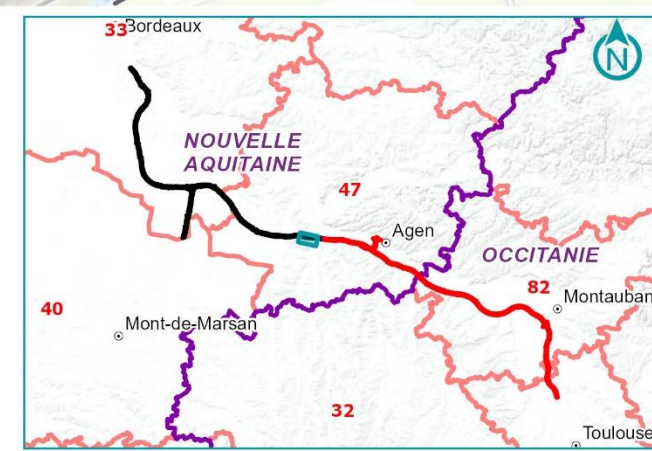 33
Bordeaux
N
NOUVELLE
AQUITAINE
47
Agen
OCCITANIE
82
Montauban
40
Mont-de-Marsan
32
Toulouse